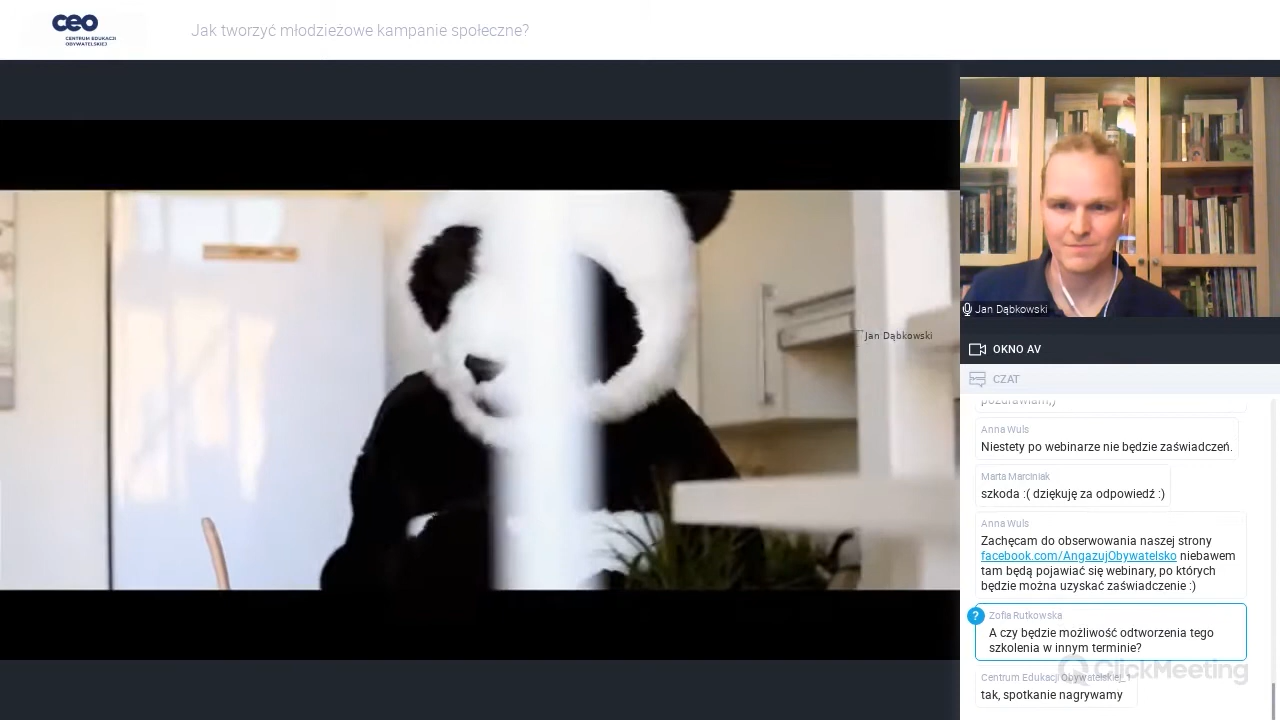 ceo
CENTRUM EDUKACJI
OBYWATELSKIEJ
Jak tworzyć młodzieżowe kampanie społeczne?
Jan Dąbkowski
Jan Dąbkowski
OKNO AV
CZAT
pozdrawiam;)
Anna Wuls
Niestety po webinarze nie będzie zaświadczeń.
Marta Marciniak
szkoda :( dziękuję za odpowiedź :)
Anna Wuls
Zachęcam do obserwowania naszej strony
facebook.com/AngazujObywatelsko niebawem
tam będą pojawiać się webinary, po których
będzie można uzyskać zaświadczenie :)
?
Zofia Rutkowska
A czy będzie możliwość odtworzenia tego
szkolenia w innym terminie?
ClickMeeting
Centrum Edukacji Obywatelskiej_1
tak, spotkanie nagrywamy